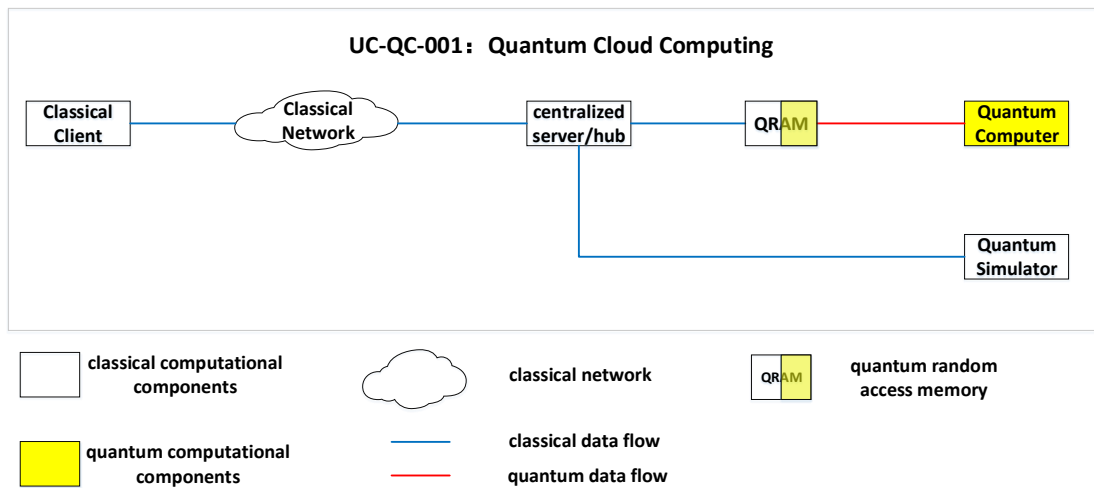 UC-QC-001：Quantum Cloud Computing
Classical
Client
Classical
Network
centralized
server/hub
QRAM
Quantum
Computer
Quantum
Simulator
classical computational
components
classical network
QRAM
quantum random
access memory
quantum computational
components
classical data flow
quantum data flow